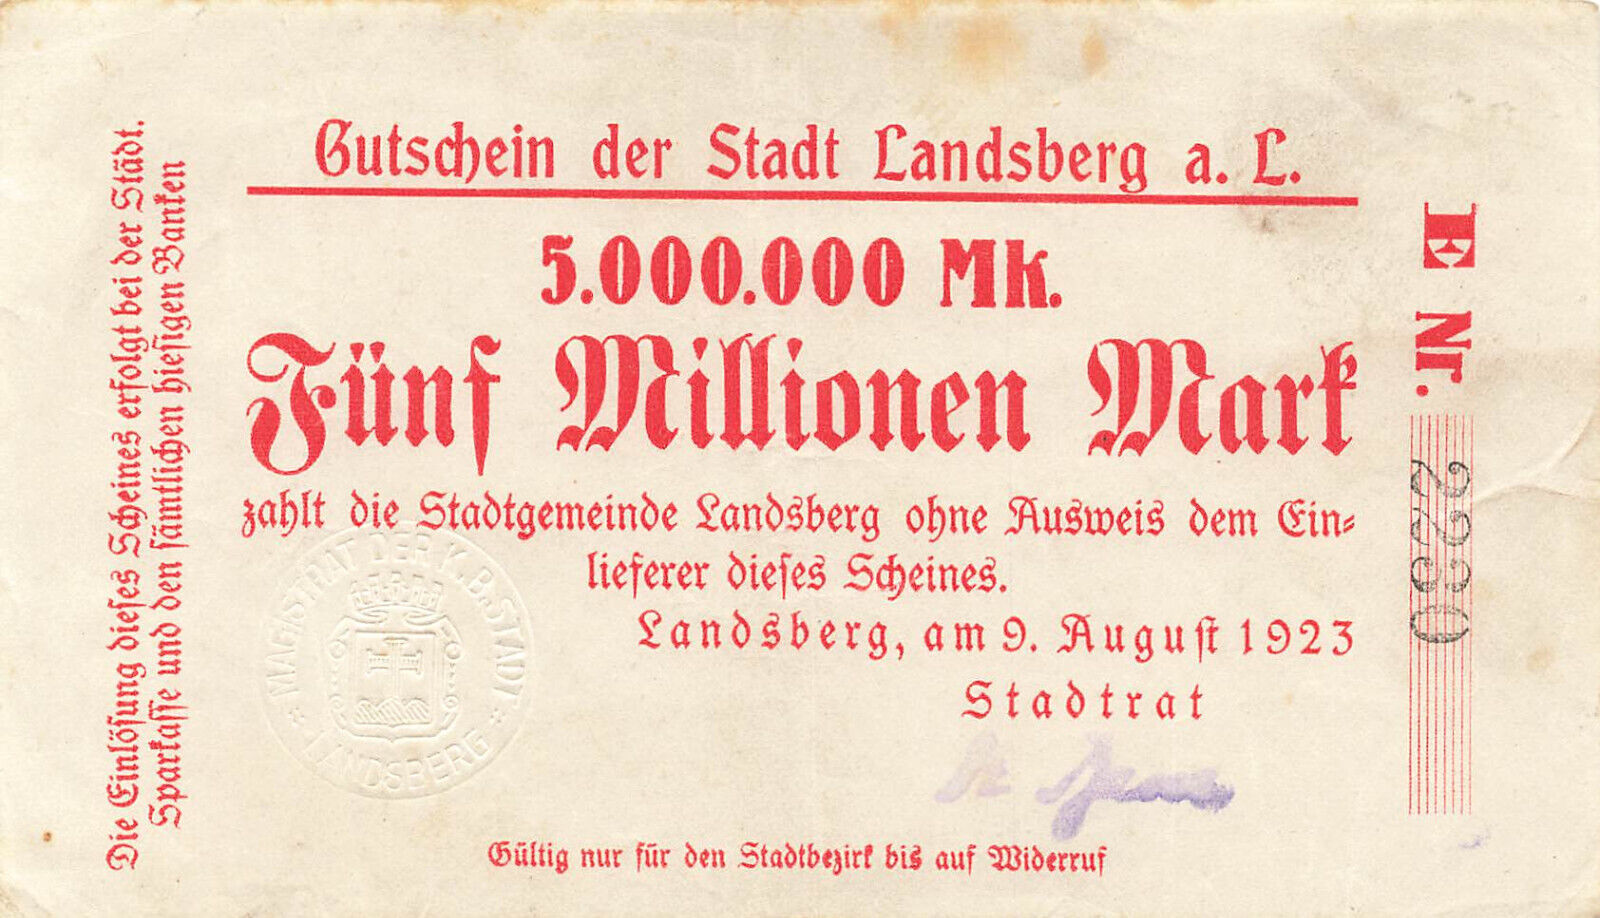 Gutschein der Stadt Landsberg a. L.
5.000.000 Mk.
Fünf Millionen Mark
zahlt die Stadtgemeinde Landsberg ohne Ausweis dem Ein-
lieferer dieses Scheines.
Landsberg, am 9. August 1923
Stadtrat
Gültig nur für den Stadtbezirk bis auf Widerruf
Die Einlösung dieses Scheines erfolgt bei der Städt.
Sparkasse und den sämtlichen hiesigen Banken
E Nr. 2230
MAGISTRAT DER K. B. STADT
LANDSBERG